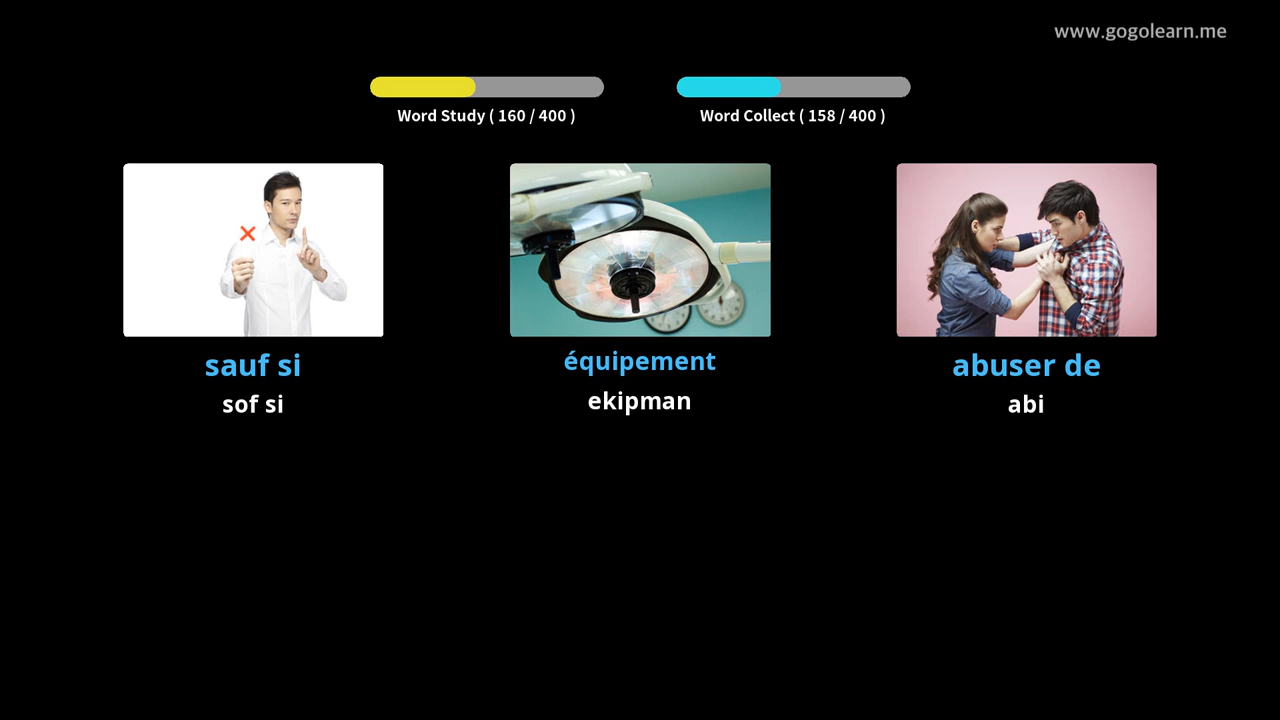 www.gogolearn.me
Word Study ( 160 / 400 )
Word Collect ( 158 / 400 )
sauf si
sof si
équipement
ekipman
abuser de
abi